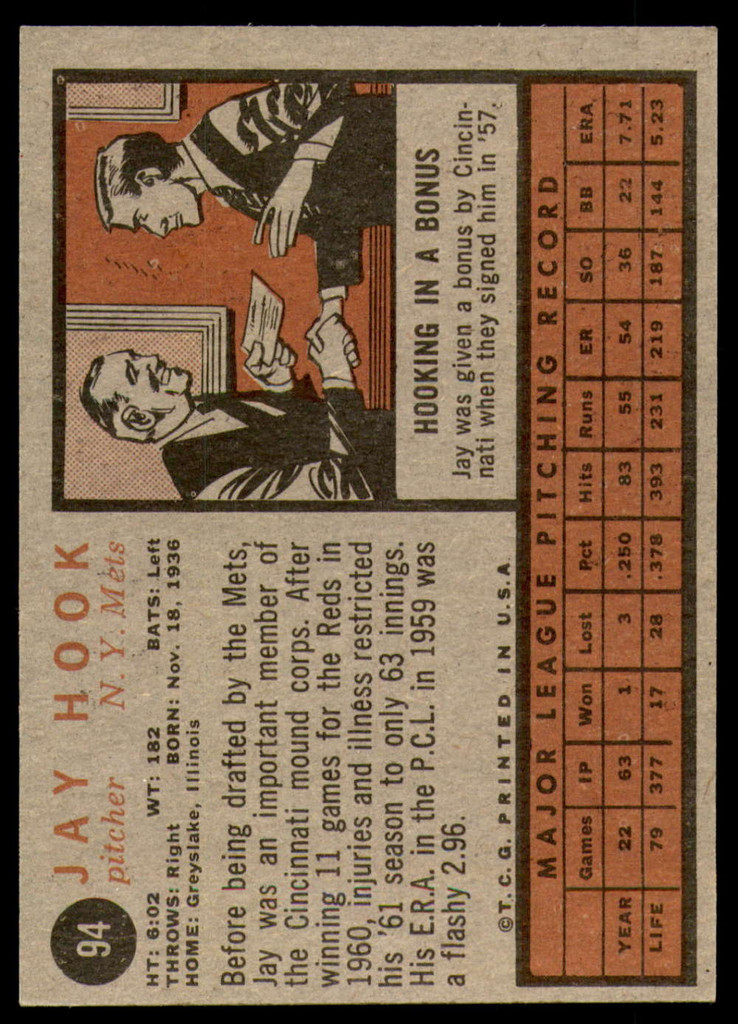 94
JAY HOOK
pitcher N. Y. Mets
HT: 6:02 WT: 182 BATS: Left
THROWS: Right BORN: Nov. 18, 1936
HOME: Greyslake, Illinois
Before being drafted by the Mets,
Jay was an important member of
the Cincinnati mound corps. After
winning 11 games for the Reds in
1960, injuries and illness restricted
his '61 season to only 63 innings.
His E.R.A. in the P.C.L. in 1959 was
a flashy 2.96.
©T.C.G. PRINTED IN U.S.A.
HOOKING IN A BONUS
Jay was given a bonus by Cincin-
nati when they signed him in '57.
MAJOR LEAGUE PITCHING RECORD
Games IP Won Lost Pct Hits Runs ER SO BB ERA
YEAR 22 63 1 3 .250 83 55 54 36 22 7.71
LIFE 79 377 17 28 .378 393 231 219 187 144 5.23